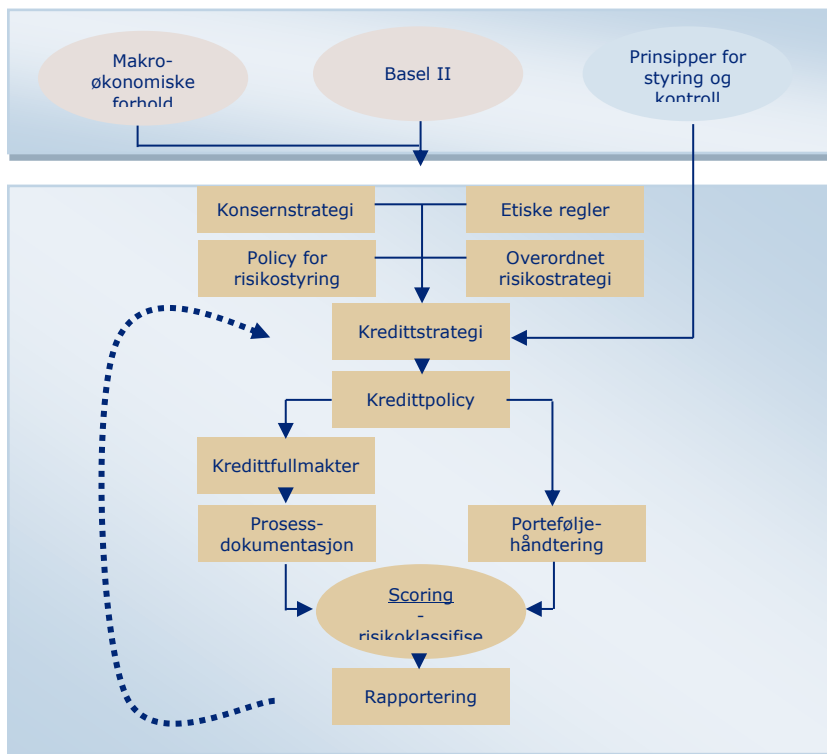 Makro-
økonomiske
forhold
Basel II
Prinsipper for
styring og
kontroll
Konsernstrategi
Etiske regler
Policy for
risikostyring
Overordnet
risikostrategi
Kredittstrategi
Kredittpolicy
Kredittfullmakter
Prosess-
dokumentasjon
Portefølje-
håndtering
Scoring
-
risikoklassifise
Rapportering